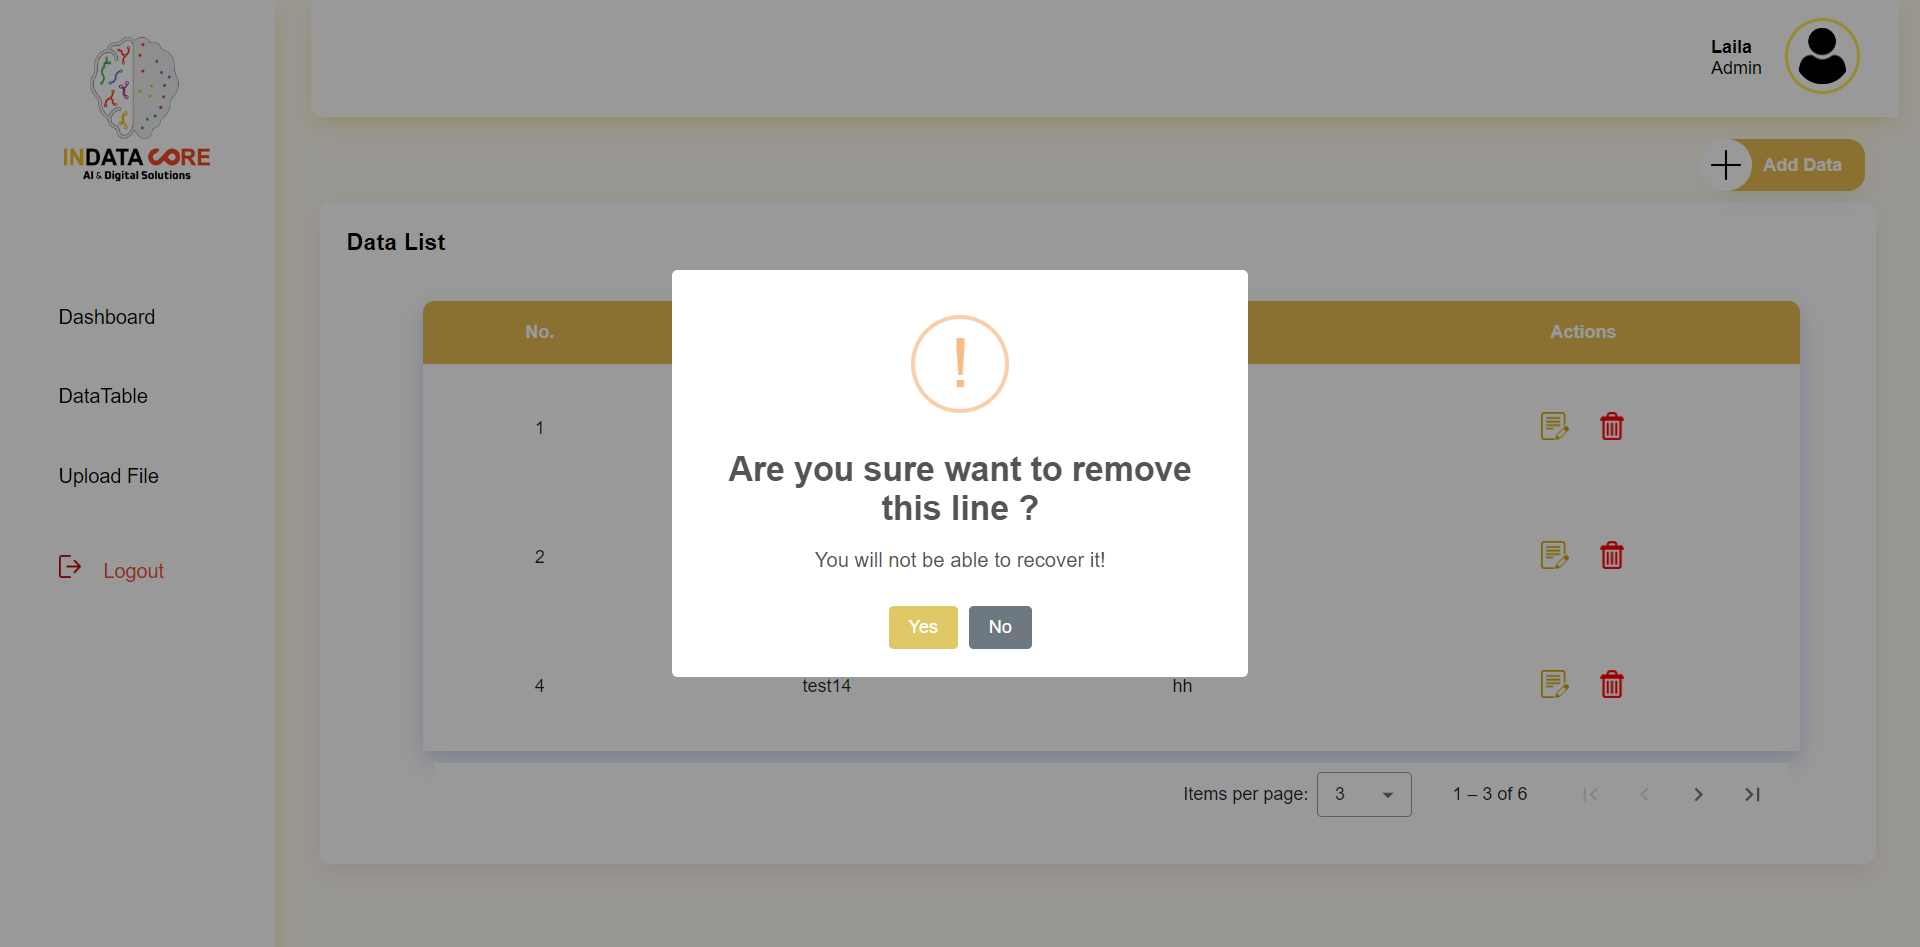 INDATA CORE
AI & Digital Solutions
Laila
Admin
Add Data
Dashboard
DataTable
Upload File
Logout
Data List
No.
Actions
1
2
4
test14
hh
!
Are you sure want to remove
this line ?
You will not be able to recover it!
Yes
No
Items per page:
3
1 – 3 of 6